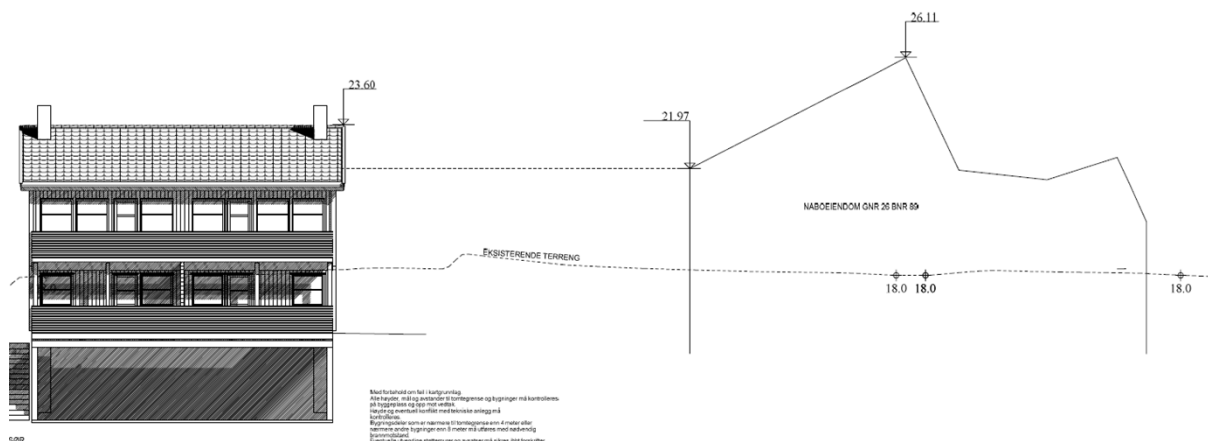 26.11
23.60
21.97
NABOEIENDOM GNR 26 BNR 89
EKSISTERENDE TERRENG
18.0
18.0
18.0
Med forbehold om feil i kartgrunnlag.
Alle høyder, mål og avstander til tomtegrense og bygninger må kontrolleres
på byggeplass og opp mot vedtak.
Høyde og eventuell konflikt med tekniske anlegg må
kontrolleres.
Bygningsdeler som er nærmere til tomtegrense enn 4 meter eller
nærmere andre bygninger enn 8 meter må utføres med nødvendig
brannmotstand.